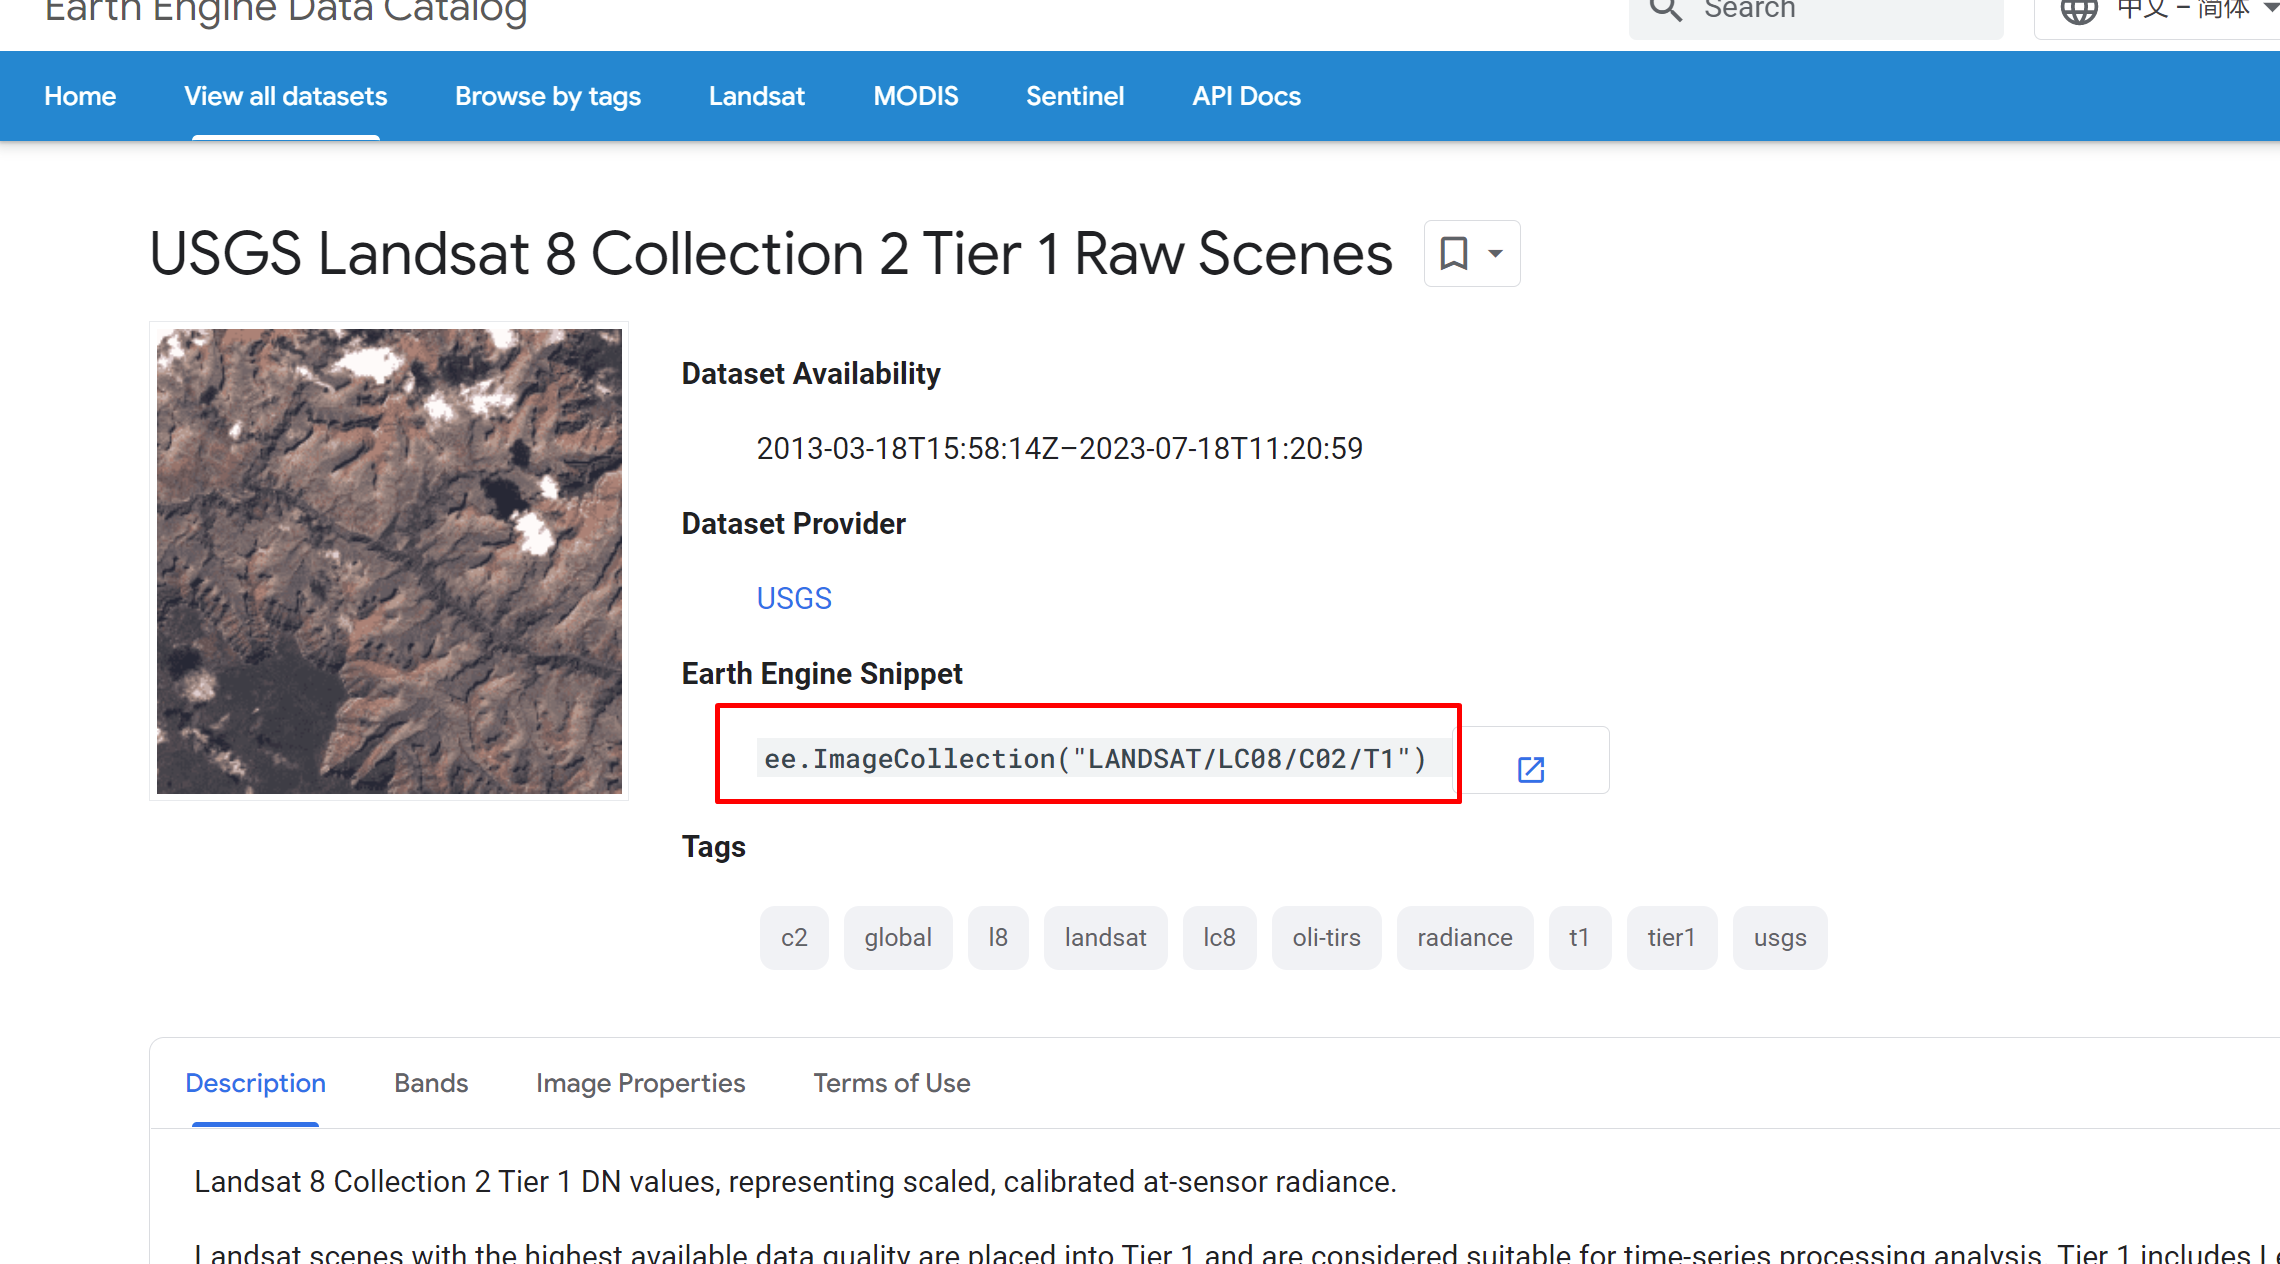 Earth Engine Data Catalog
Search
中文 – 简体
Home View all datasets Browse by tags Landsat MODIS Sentinel API Docs
USGS Landsat 8 Collection 2 Tier 1 Raw Scenes
Dataset Availability
2013-03-18T15:58:14Z–2023-07-18T11:20:59
Dataset Provider
USGS
Earth Engine Snippet
ee.ImageCollection("LANDSAT/LC08/C02/T1")
Tags
c2 global l8 landsat lc8 oli-tirs radiance t1 tier1 usgs
Description Bands Image Properties Terms of Use
Landsat 8 Collection 2 Tier 1 DN values, representing scaled, calibrated at-sensor radiance.
Landsat scenes with the highest available data quality are placed into Tier 1 and are considered suitable for time-series processing analysis. Tier 1 includes